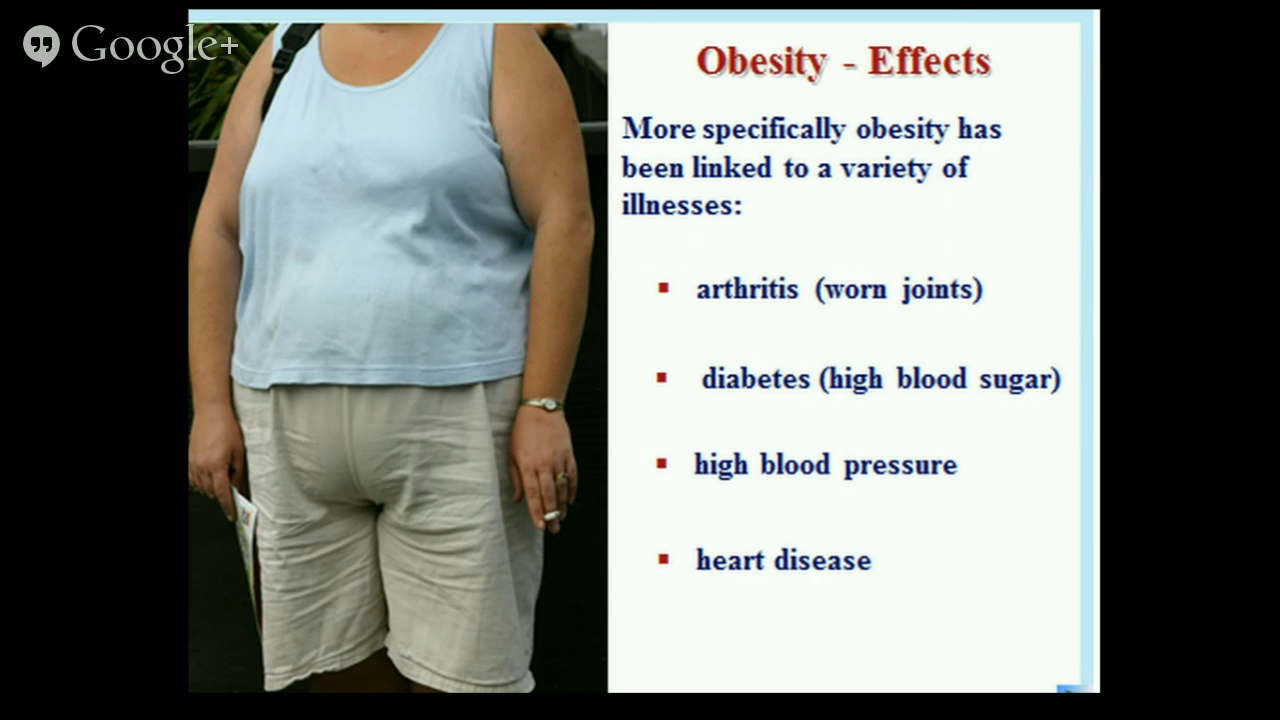 Google+
Obesity - Effects
More specifically obesity has
been linked to a variety of
illnesses:
arthritis (worn joints)
diabetes (high blood sugar)
high blood pressure
heart disease